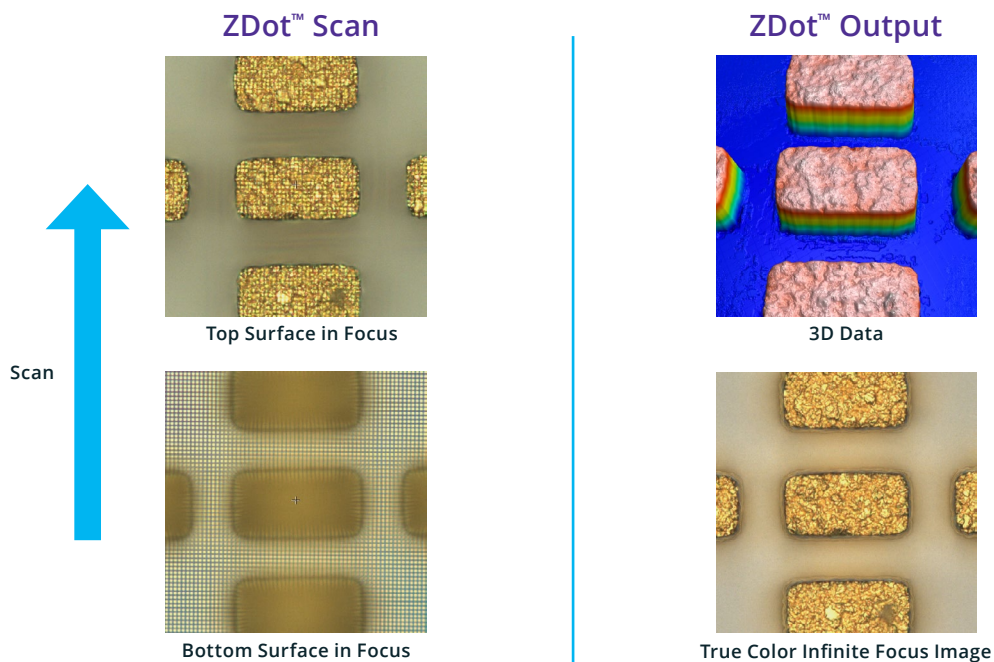 ZDot™ Scan
Top Surface in Focus
Scan
Bottom Surface in Focus
ZDot™ Output
3D Data
True Color Infinite Focus Image